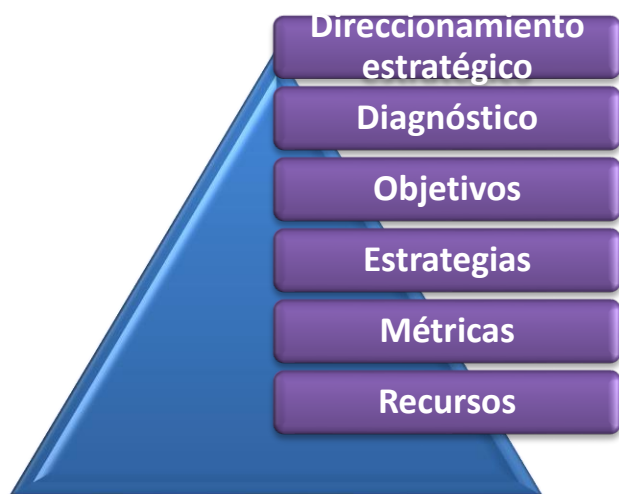 Direccionamiento
estratégico
Diagnóstico
Objetivos
Estrategias
Métricas
Recursos